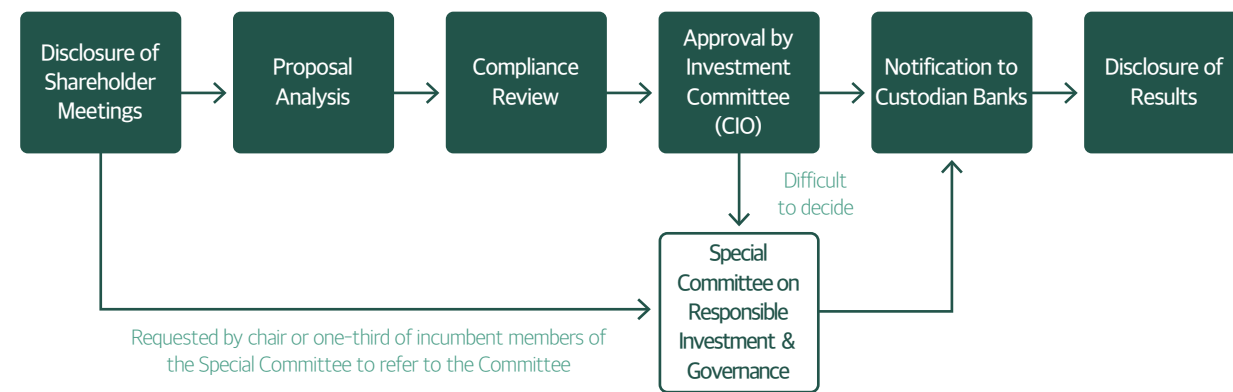 Disclosure of
Shareholder
Meetings
Proposal
Analysis
Compliance
Review
Approval by
Investment
Committee
(CIO)
Notification to
Custodian Banks
Disclosure of
Results
Difficult
to decide
Special
Committee on
Responsible
Investment &
Governance
Requested by chair or one-third of incumbent members of
the Special Committee to refer to the Committee